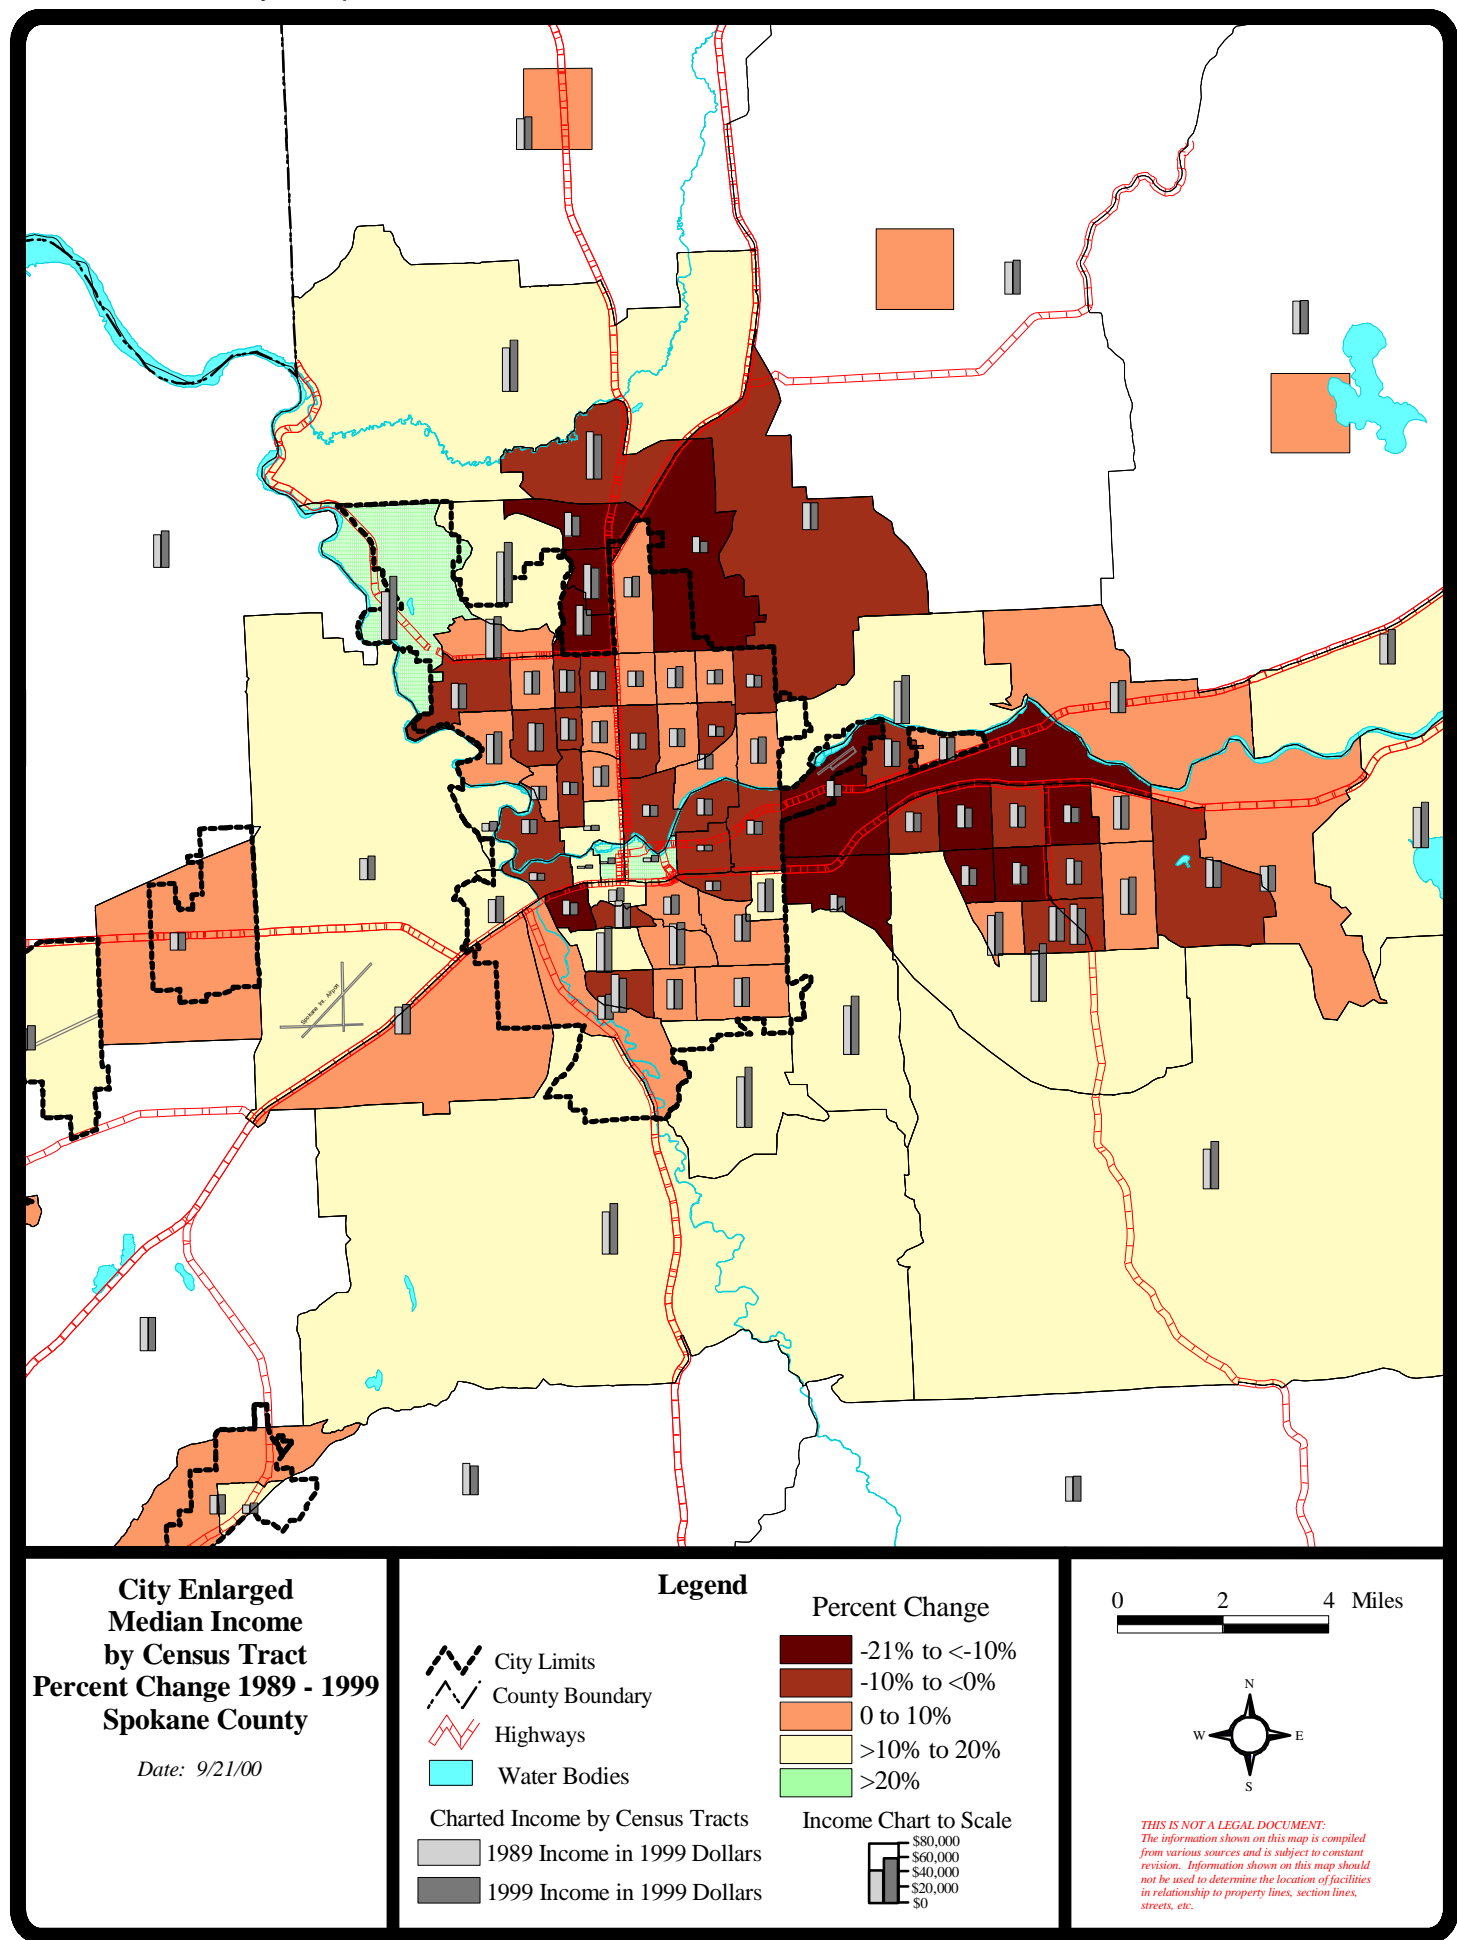 Spokane Int. Airport
City Enlarged
Median Income
by Census Tract
Percent Change 1989 - 1999
Spokane County
Date: 9/21/00
Legend
City Limits
County Boundary
Highways
Water Bodies
Charted Income by Census Tracts
1989 Income in 1999 Dollars
1999 Income in 1999 Dollars
Percent Change
-21% to <-10%
-10% to <0%
0 to 10%
>10% to 20%
>20%
Income Chart to Scale
$80,000
$60,000
$40,000
$20,000
$0
0 2 4 Miles
N
W E
S
THIS IS NOT A LEGAL DOCUMENT:
The information shown on this map is compiled
from various sources and is subject to constant
revision. Information shown on this map should
not be used to determine the location of facilities
in relationship to property lines, section lines,
streets, etc.